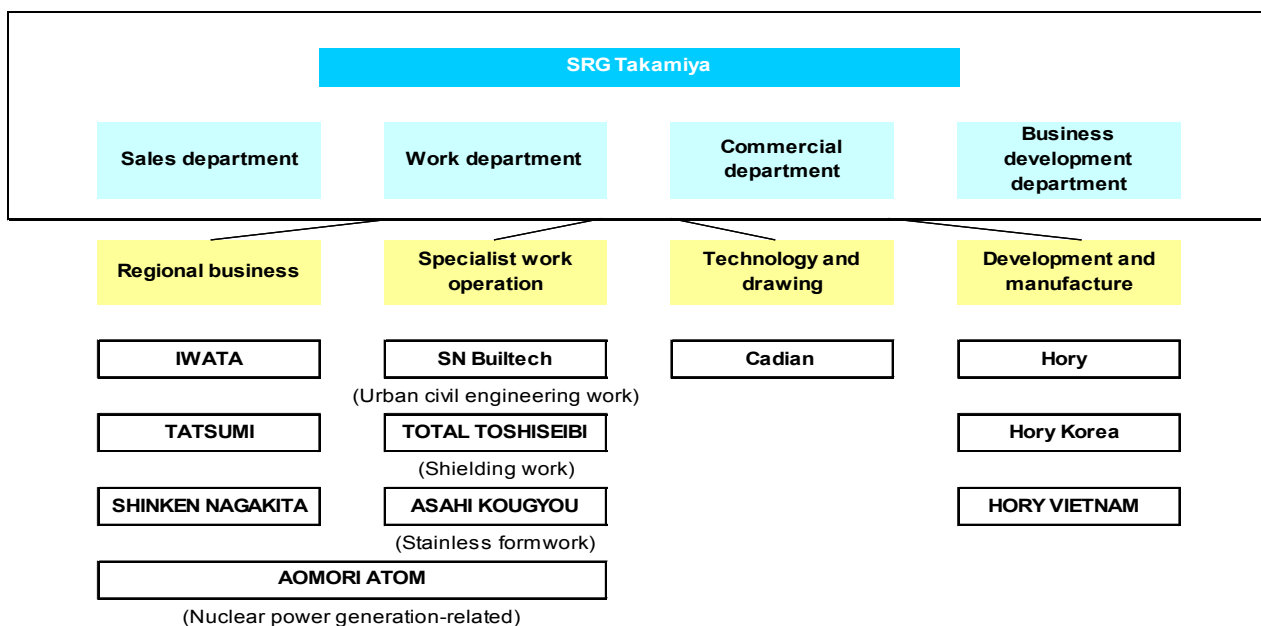 SRG Takamiya
Sales department
Work department
Commercial
department
Business
development
department
Regional business
Specialist work
operation
Technology and
drawing
Development and
manufacture
IWATA
SN Builtech
Cadian
Hory
(Urban civil engineering work)
TATSUMI
TOTAL TOSHISEIBI
Hory Korea
(Shielding work)
SHINKEN NAGAKITA
ASAHI KOUGYOU
HORY VIETNAM
(Stainless formwork)
AOMORI ATOM
(Nuclear power generation-related)